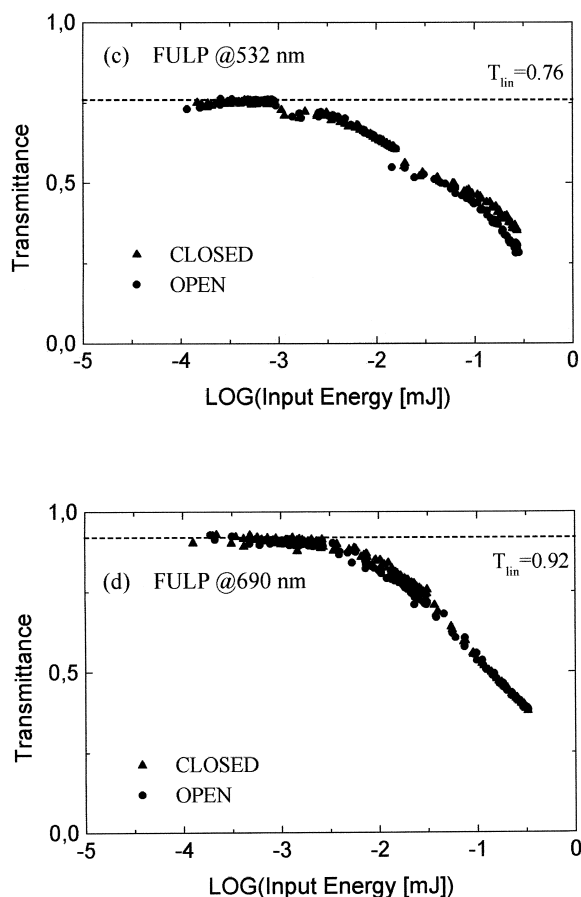 1,0
(c) FULP @532 nm
T_lin=0.76
0,5
Transmittance
CLOSED
OPEN
0,0
-5 -4 -3 -2 -1 0
LOG(Input Energy [mJ])
1,0
(d) FULP @690 nm
T_lin=0.92
0,5
Transmittance
CLOSED
OPEN
0,0
-5 -4 -3 -2 -1 0
LOG(Input Energy [mJ])